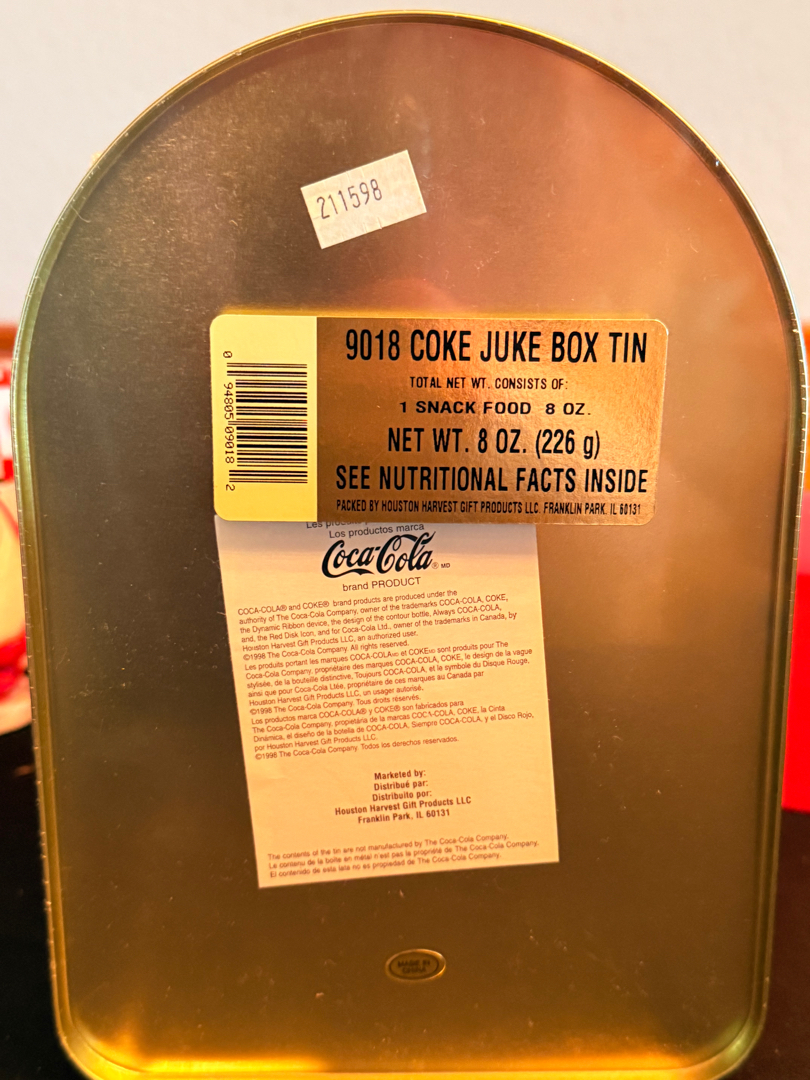 211598
9018 COKE JUKE BOX TIN
TOTAL NET WT. CONSISTS OF:
1 SNACK FOOD 8 OZ.
NET WT. 8 OZ. (226 g)
SEE NUTRITIONAL FACTS INSIDE
PACKED BY HOUSTON HARVEST GIFT PRODUCTS LLC. FRANKLIN PARK, IL 60131
0 94805 09018 2
Les
Los productos marca
Coca-Cola® MD
brand PRODUCT
COCA-COLA® and COKE® brand products are produced under the
authority of The Coca-Cola Company, owner of the trademarks COCA-COLA, COKE,
the Dynamic Ribbon device, the design of the contour bottle, Always COCA-COLA,
and, the Red Disk Icon, and for Coca-Cola Ltd., owner of the trademarks in Canada, by
Houston Harvest Gift Products LLC, an authorized user.
©1998 The Coca-Cola Company. All rights reserved.
Les produits portant les marques COCA-COLA MD et COKE MD sont produits pour The
Coca-Cola Company, propriétaire des marques COCA-COLA, COKE, le design de la vague
stylisée, de la bouteille distinctive, Toujours COCA-COLA, et le symbole du Disque Rouge,
ainsi que pour Coca-Cola Ltée, propriétaire de ces marques au Canada par
Houston Harvest Gift Products LLC, un usager autorisé.
©1998 The Coca-Cola Company. Tous droits réservés.
Los productos marca COCA-COLA® y COKE® son fabricados para
The Coca-Cola Company, propietaria de la marcas COCA-COLA, COKE, la Cinta
Dinámica, el diseño de la botella de COCA-COLA, Siempre COCA-COLA, y el Disco Rojo,
por Houston Harvest Gift Products LLC.
©1998 The Coca-Cola Company. Todos los derechos reservados.
Marketed by:
Distribué par:
Distribuito por:
Houston Harvest Gift Products LLC
Franklin Park, IL 60131
The contents of the tin are not manufactured by The Coca-Cola Company.
Le contenu de la boite en métal n'est pas la propriété de The Coca-Cola Company.
El contenido de esta lata no es propiedad de The Coca-Cola Company.
MADE IN
CHINA